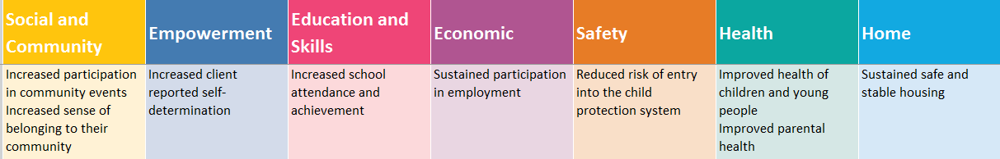 Social and
Community
Empowerment
Education and
Skills
Economic
Safety
Health
Home
Increased participation
in community events
Increased sense of
belonging to their
community
Increased client
reported self-
determination
Increased school
attendance and
achievement
Sustained participation
in employment
Reduced risk of entry
into the child
protection system
Improved health of
children and young
people
Improved parental
health
Sustained safe and
stable housing